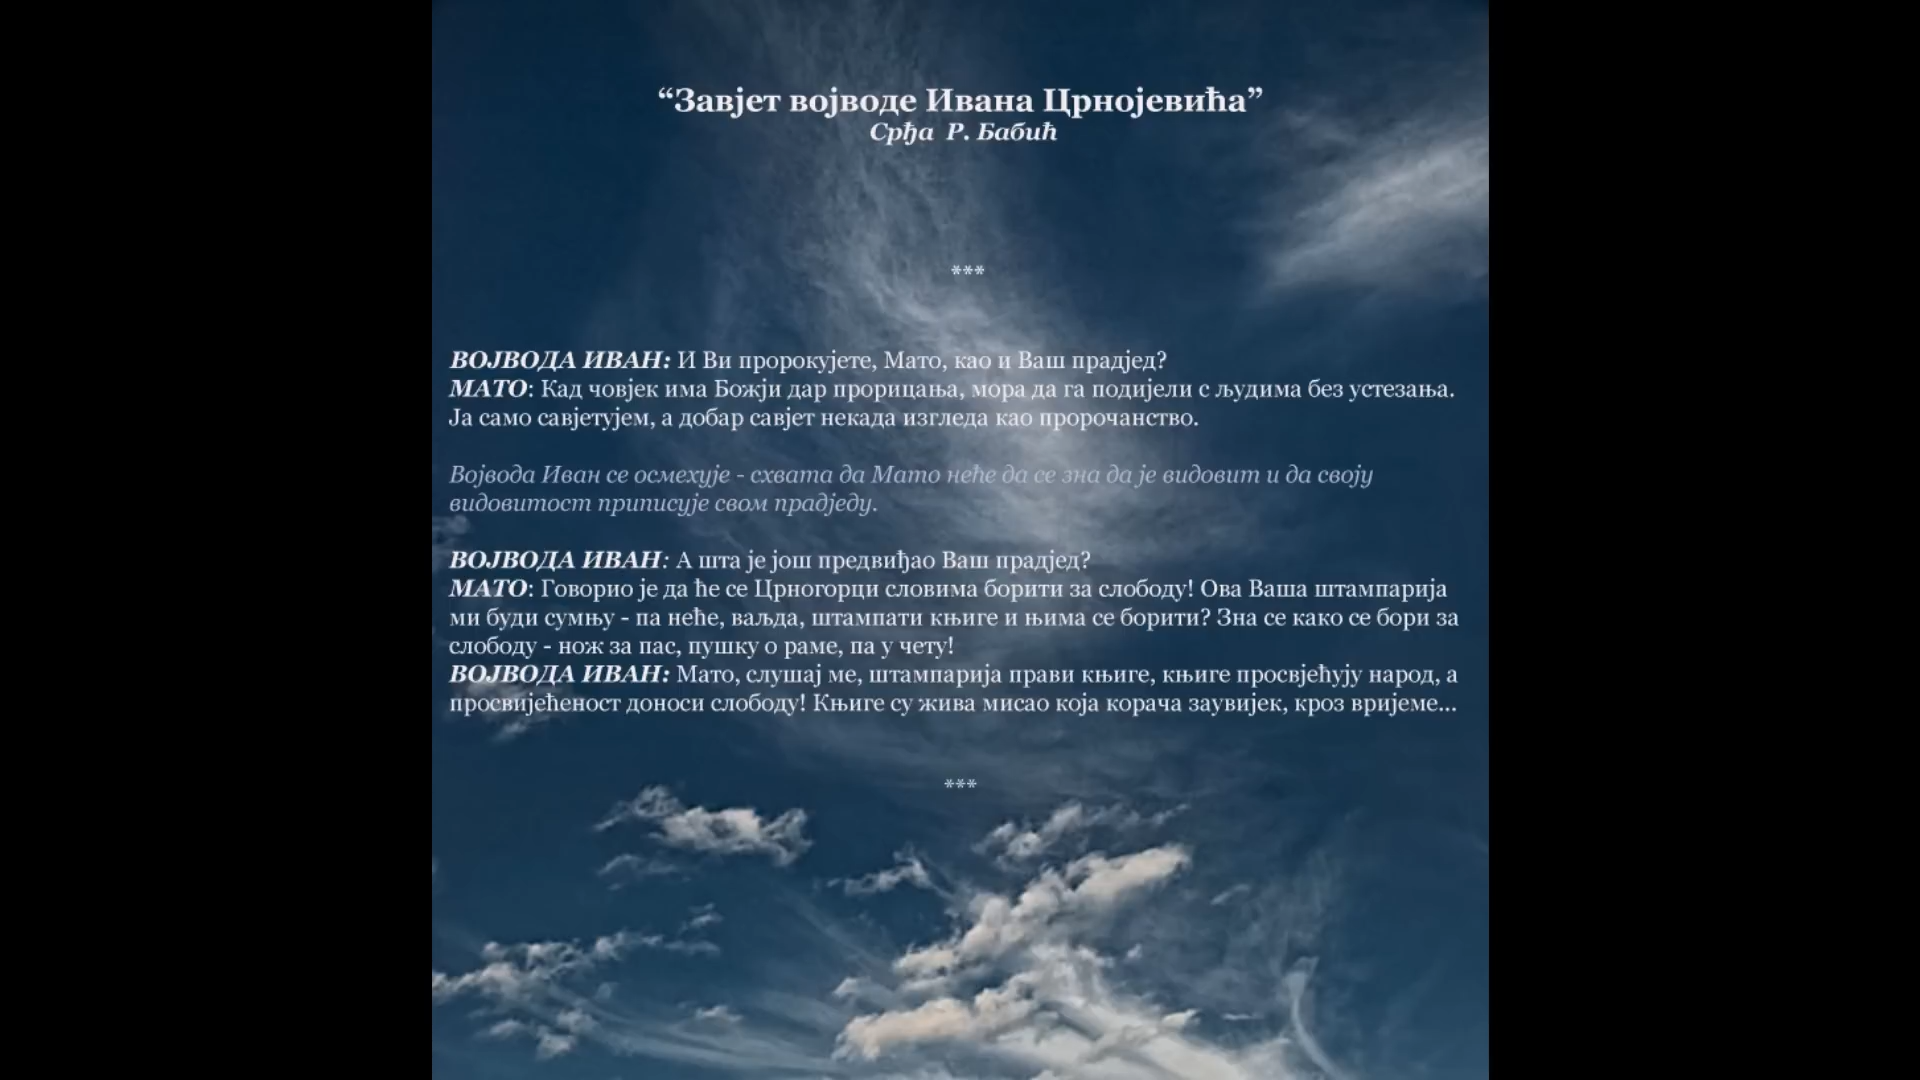 “Завјет војводе Ивана Црнојевића”
Срђа Р. Бабић
***
ВОЈВОДА ИВАН: И Ви пророкујете, Мато, као и Ваш прадјед?
МАТО: Кад човјек има Божји дар прорицања, мора да га подијели с људима без устезања.
Ја само савјетујем, а добар савјет некада изгледа као пророчанство.
Војвода Иван се осмехује - схвата да Мато неће да се зна да је видовит и да своју
видовитост приписује свом прадједу.
ВОЈВОДА ИВАН: А шта је још предвиђао Ваш прадјед?
МАТО: Говорио је да ће се Црногорци словима борити за слободу! Ова Ваша штампарија
ми буди сумњу - па неће, ваљда, штампати књиге и њима се борити? Зна се како се бори за
слободу - нож за пас, пушку о раме, па у чету!
ВОЈВОДА ИВАН: Мато, слушај ме, штампарија прави књиге, књиге просвјећују народ, а
просвијећеност доноси слободу! Књиге су жива мисао која корача заувијек, кроз вријеме...
***